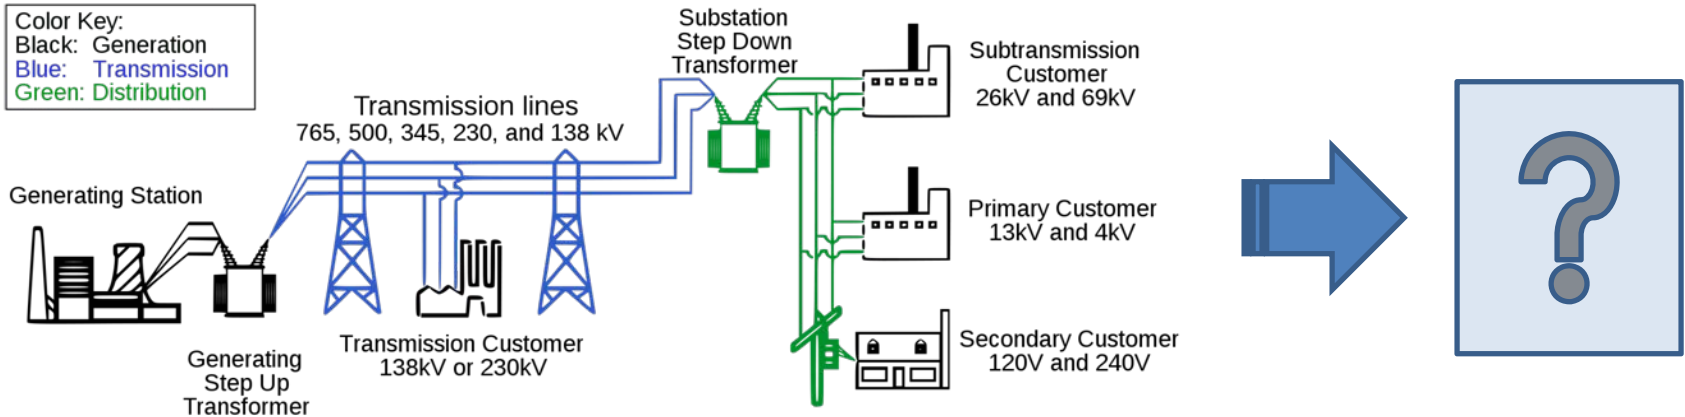 Color Key:
Black: Generation
Blue: Transmission
Green: Distribution
Substation
Step Down
Transformer
Subtransmission
Customer
26kV and 69kV
Transmission lines
765, 500, 345, 230, and 138 kV
Generating Station
Primary Customer
13kV and 4kV
Transmission Customer
138kV or 230kV
Secondary Customer
120V and 240V
Generating
Step Up
Transformer
?